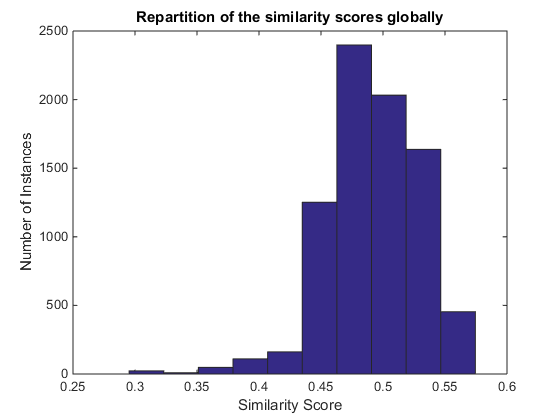 Repartition of the similarity scores globally
2500
2000
1500
1000
500
0
0.25 0.3 0.35 0.4 0.45 0.5 0.55 0.6
Number of Instances
Similarity Score